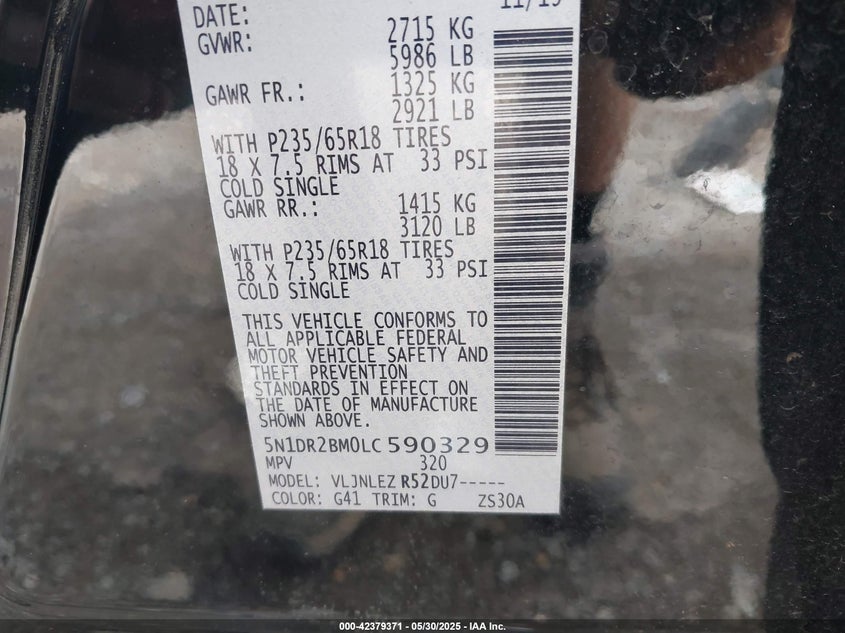 DATE: 11/19
GVWR: 2715 KG
5986 LB
GAWR FR.: 1325 KG
2921 LB
WITH P235/65R18 TIRES
18 X 7.5 RIMS AT 33 PSI
COLD SINGLE
GAWR RR.: 1415 KG
3120 LB
WITH P235/65R18 TIRES
18 X 7.5 RIMS AT 33 PSI
COLD SINGLE
THIS VEHICLE CONFORMS TO
ALL APPLICABLE FEDERAL
MOTOR VEHICLE SAFETY AND
THEFT PREVENTION
STANDARDS IN EFFECT ON
THE DATE OF MANUFACTURE
SHOWN ABOVE.
5N1DR2BM0LC 590329
MPV 320
MODEL: VLJNLEZ R52DU7-----
COLOR: G41 TRIM: G ZS30A
000-42379371 — 05/30/2025 — IAA Inc.